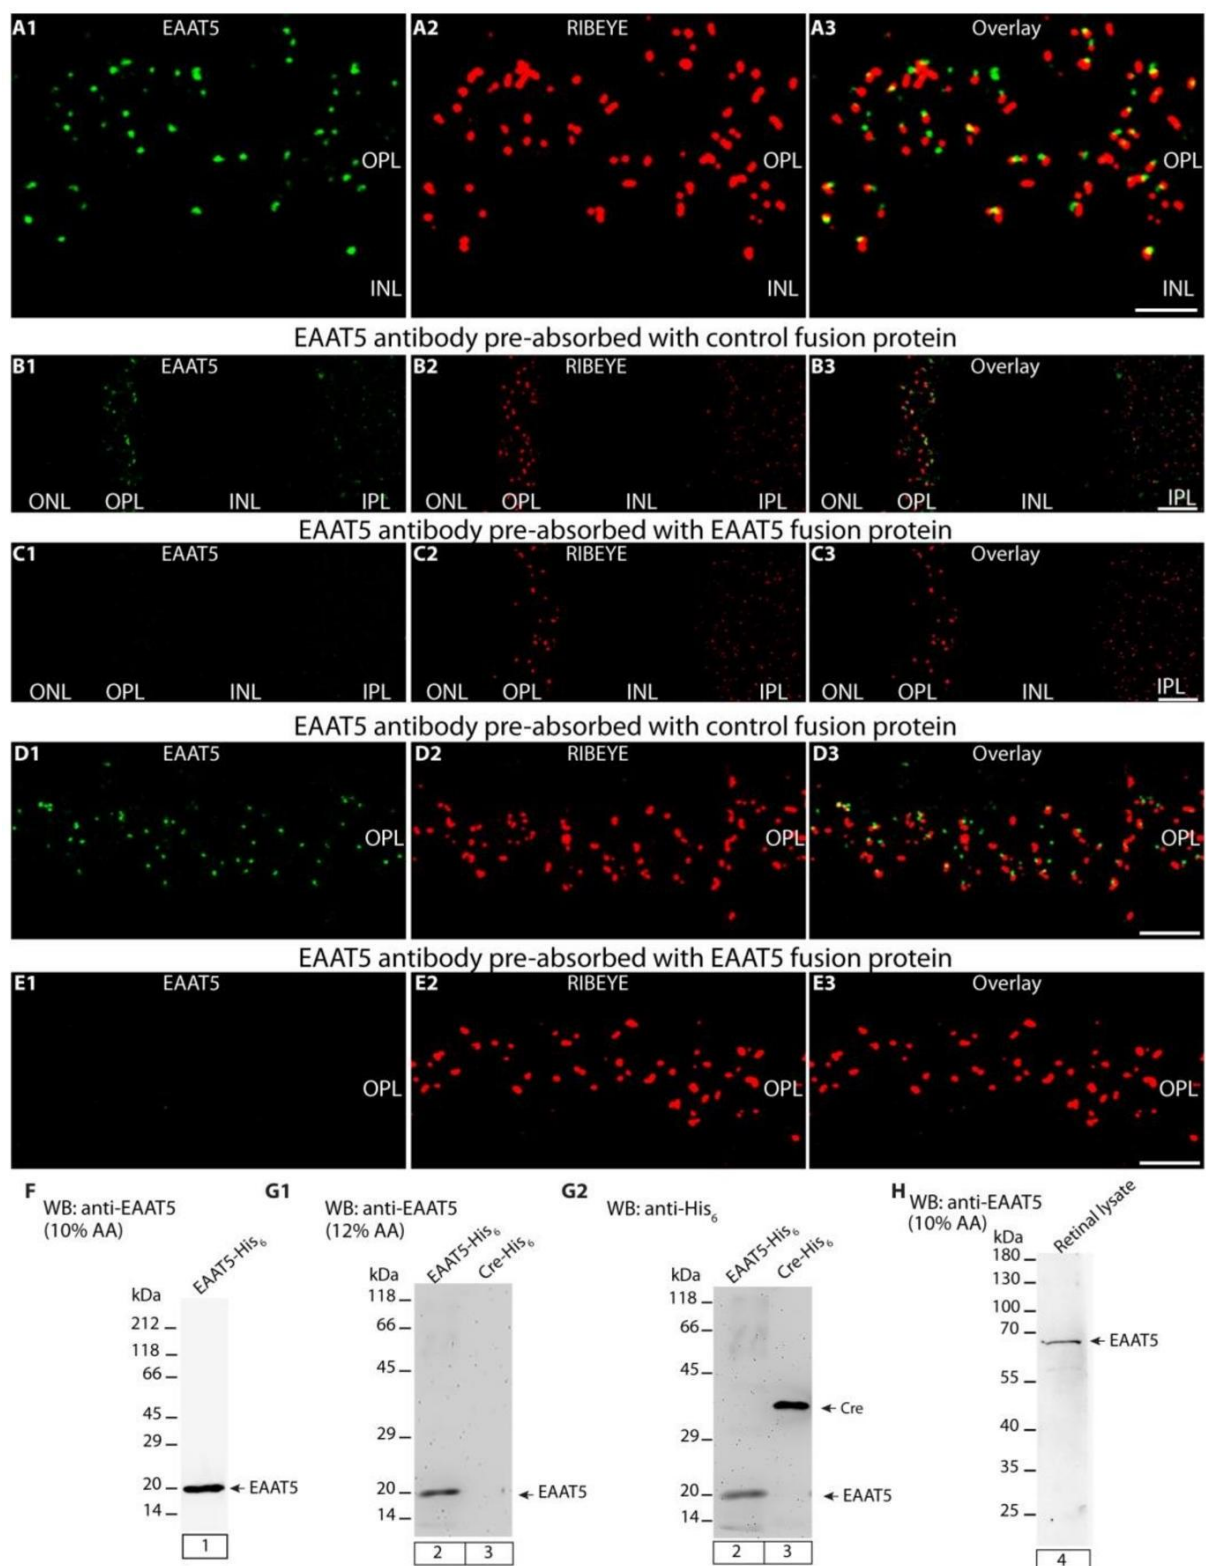 A1 EAAT5 A2 RIBEYE A3 Overlay
OPL OPL OPL
INL INL INL
EAAT5 antibody pre-absorbed with control fusion protein
B1 EAAT5 B2 RIBEYE B3 Overlay
ONL OPL INL IPL ONL OPL INL IPL ONL OPL INL IPL
EAAT5 antibody pre-absorbed with EAAT5 fusion protein
C1 EAAT5 C2 RIBEYE C3 Overlay
ONL OPL INL IPL ONL OPL INL IPL ONL OPL INL IPL
EAAT5 antibody pre-absorbed with control fusion protein
D1 EAAT5 D2 RIBEYE D3 Overlay
OPL OPL OPL
EAAT5 antibody pre-absorbed with EAAT5 fusion protein
E1 EAAT5 E2 RIBEYE E3 Overlay
OPL OPL OPL
F
WB: anti-EAAT5
(10% AA)
EAAT5-His6
kDa
212
118
66
45
29
20
14
EAAT5
1
G1
WB: anti-EAAT5
(12% AA)
EAAT5-His6
Cre-His6
kDa
118
66
45
29
20
14
EAAT5
2 3
G2
WB: anti-His6
EAAT5-His6
Cre-His6
kDa
118
66
45
29
20
14
Cre
EAAT5
2 3
H
WB: anti-EAAT5
(10% AA)
Retinal lysate
kDa
180
130
100
70
55
40
35
25
EAAT5
4